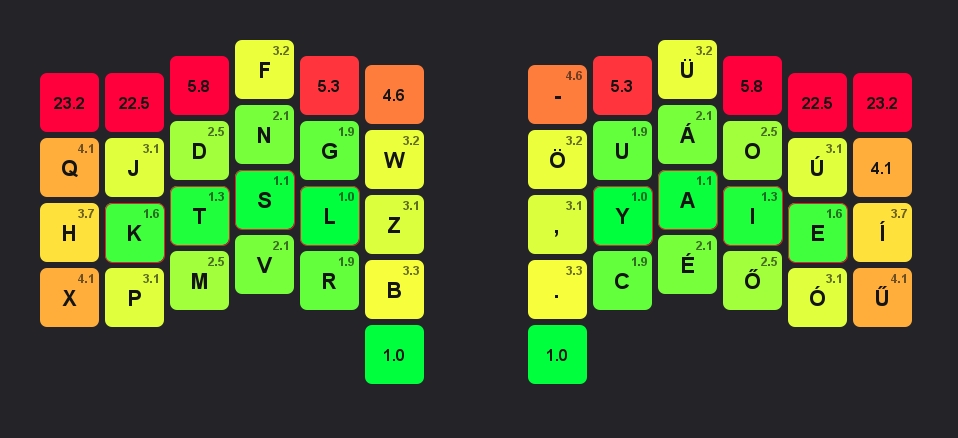 23.2 22.5 5.8 3.2 F 5.3 4.6 4.6 - 5.3 3.2 Ü 5.8 22.5 23.2
4.1 Q 3.1 J 2.5 D 2.1 N 1.9 G 3.2 W 3.2 Ö 1.9 U 2.1 Á 2.5 O 3.1 Ú 4.1
3.7 H 1.6 K 1.3 T 1.1 S 1.0 L 3.1 Z 3.1 , 1.0 Y 1.1 A 1.3 I 1.6 E 3.7 Í
4.1 X 3.1 P 2.5 M 2.1 V 1.9 R 3.3 B 3.3 . 1.9 C 2.1 É 2.5 Ő 3.1 Ó 4.1 Ű
1.0 1.0